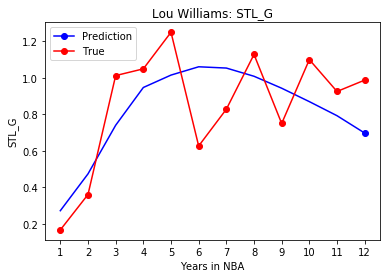 Lou Williams: STL_G
Prediction
True
1.2
1.0
0.8
0.6
0.4
0.2
STL_G
1 2 3 4 5 6 7 8 9 10 11 12
Years in NBA